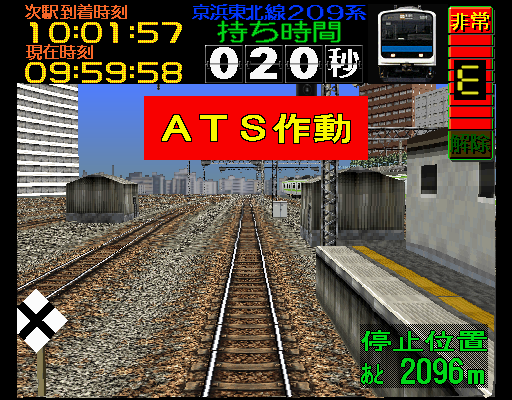 次駅到着時刻
10:01:57
現在時刻
09:59:58
京浜東北線209系
持ち時間
020秒
非常
E
解除
ATS作動
停止位置
あと 2096m